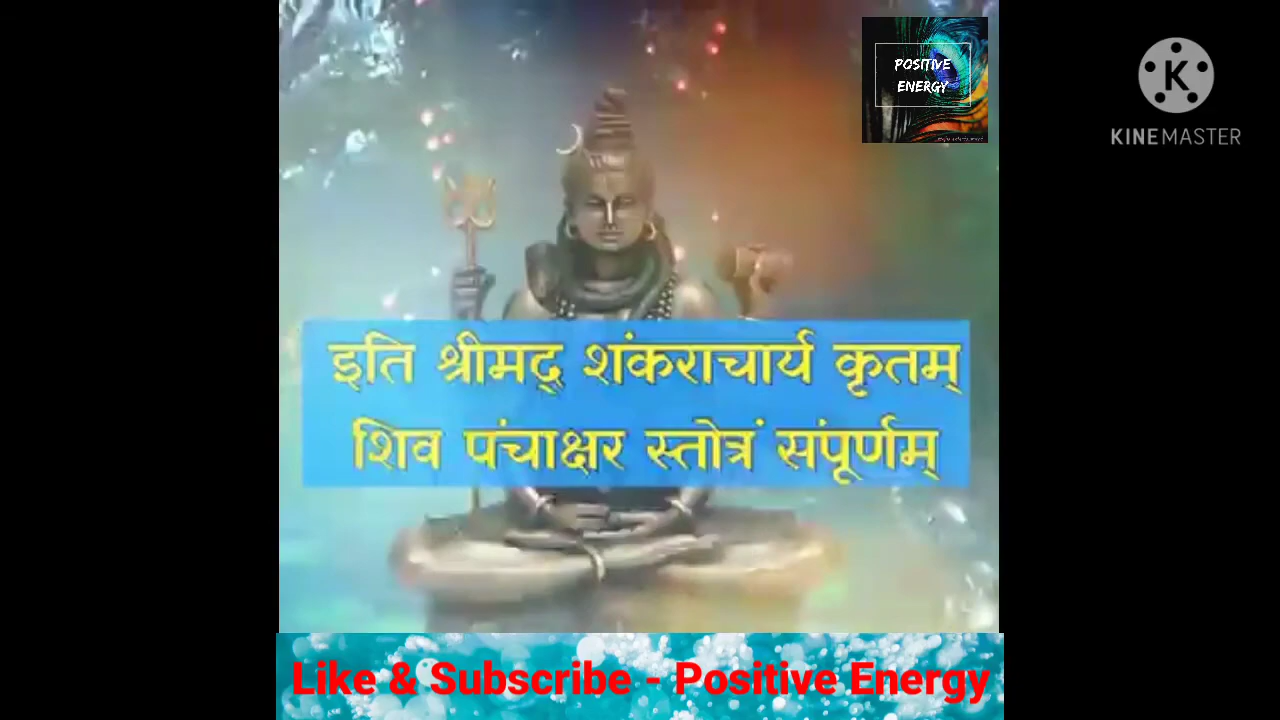 POSITIVE
ENERGY
KINEMASTER
इति श्रीमद् शंकराचार्य कृतम्
शिव पंचाक्षर स्तोत्रं संपूर्णम्
Like & Subscribe - Positive Energy